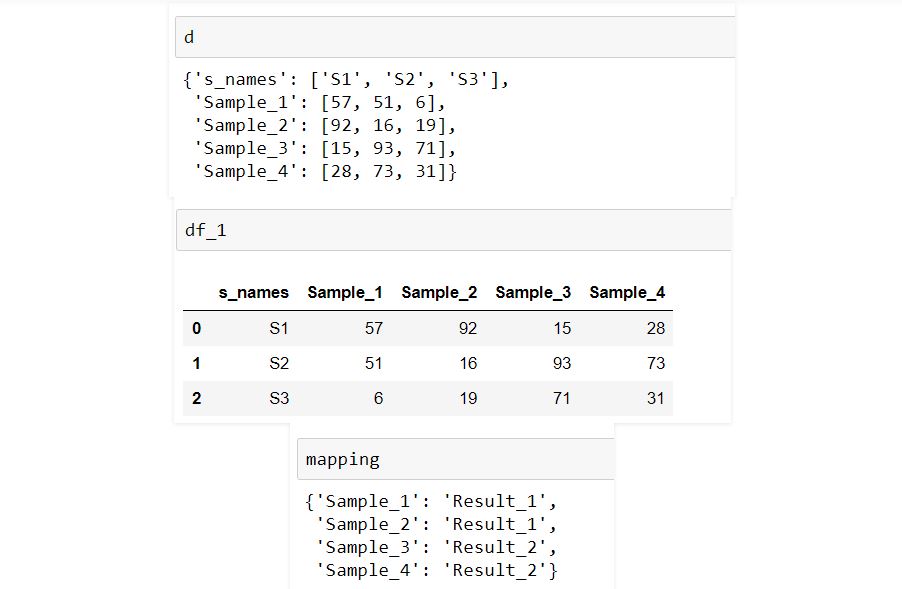 d
{'s_names': ['S1', 'S2', 'S3'],
'Sample_1': [57, 51, 6],
'Sample_2': [92, 16, 19],
'Sample_3': [15, 93, 71],
'Sample_4': [28, 73, 31]}
df_1
s_names Sample_1 Sample_2 Sample_3 Sample_4
0 S1 57 92 15 28
1 S2 51 16 93 73
2 S3 6 19 71 31
mapping
{'Sample_1': 'Result_1',
'Sample_2': 'Result_1',
'Sample_3': 'Result_2',
'Sample_4': 'Result_2'}